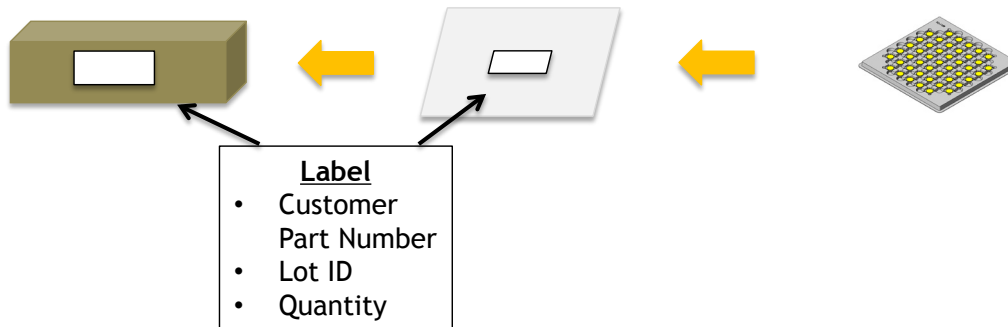 Label
• Customer
Part Number
• Lot ID
• Quantity